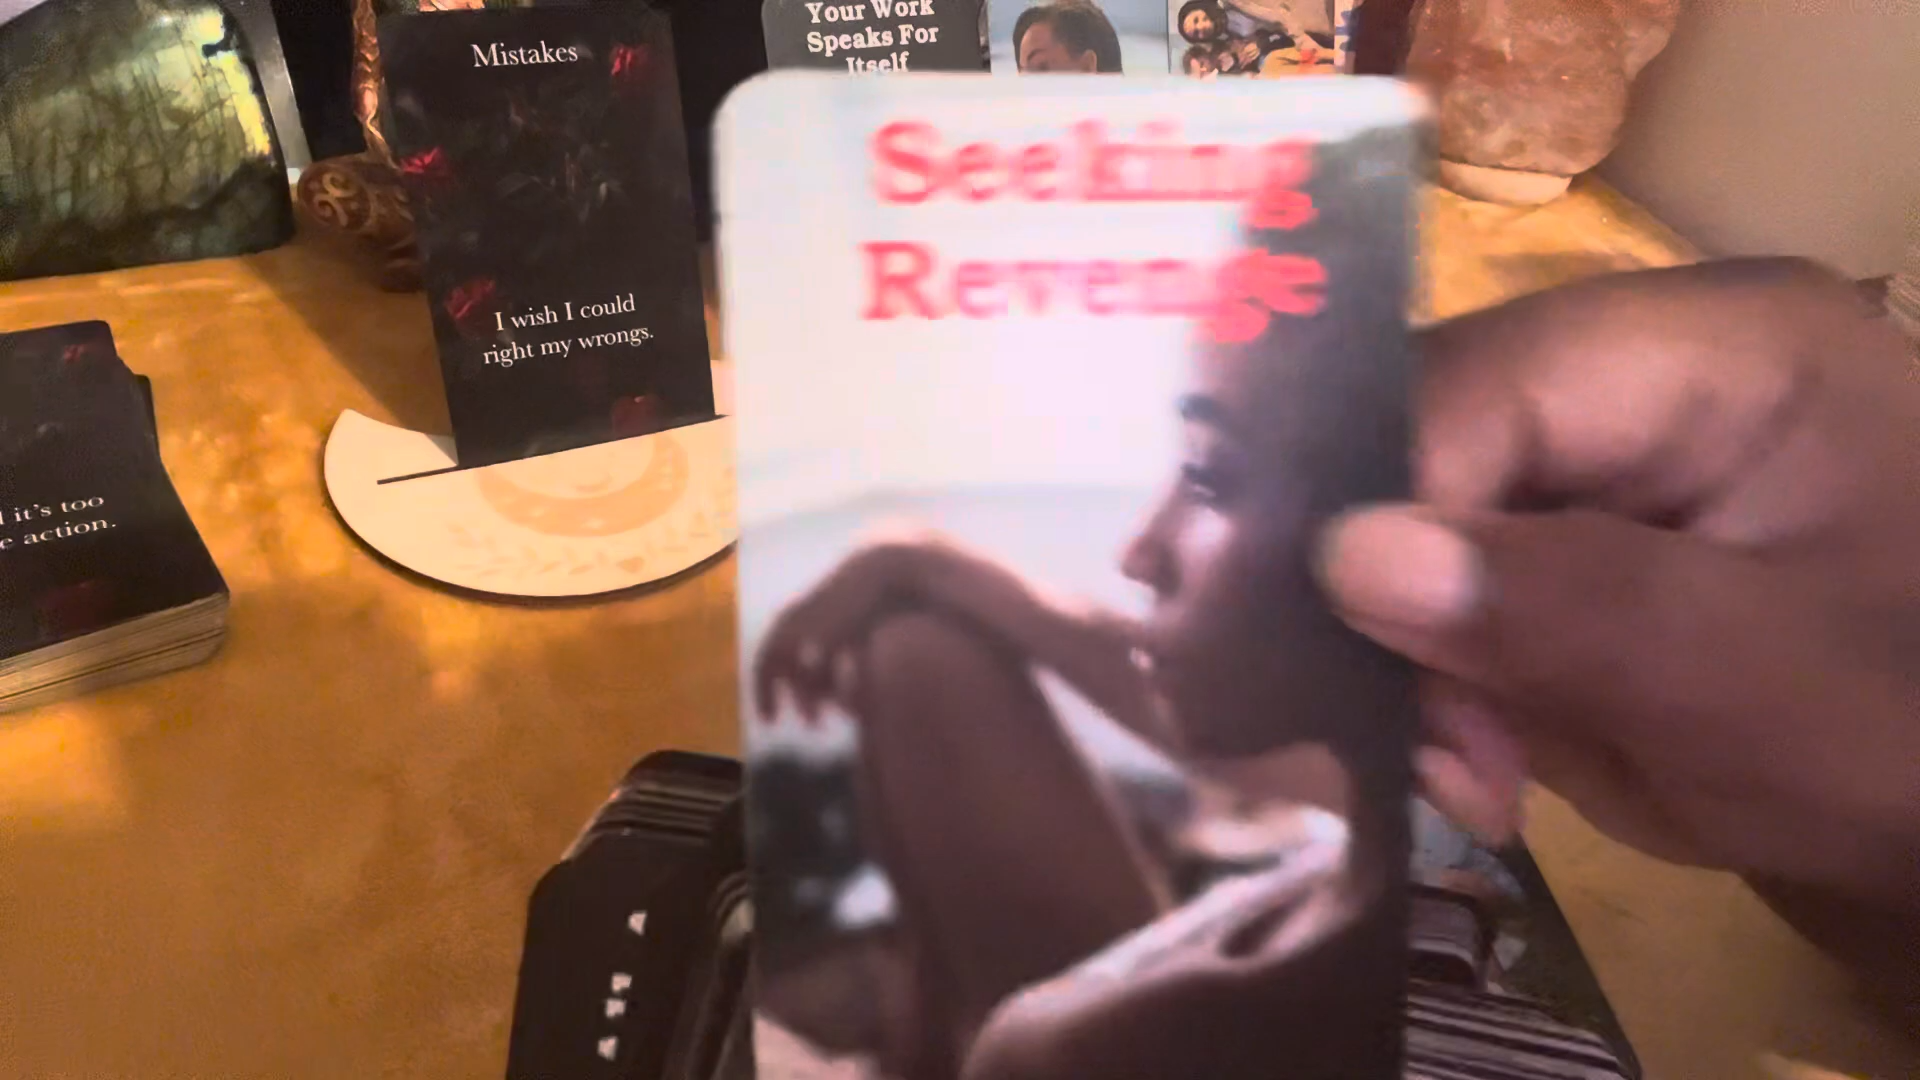 Mistakes
I wish I could
right my wrongs.
Your Work
Speaks For
Itself
Seeking
Revenge
it's too
action.